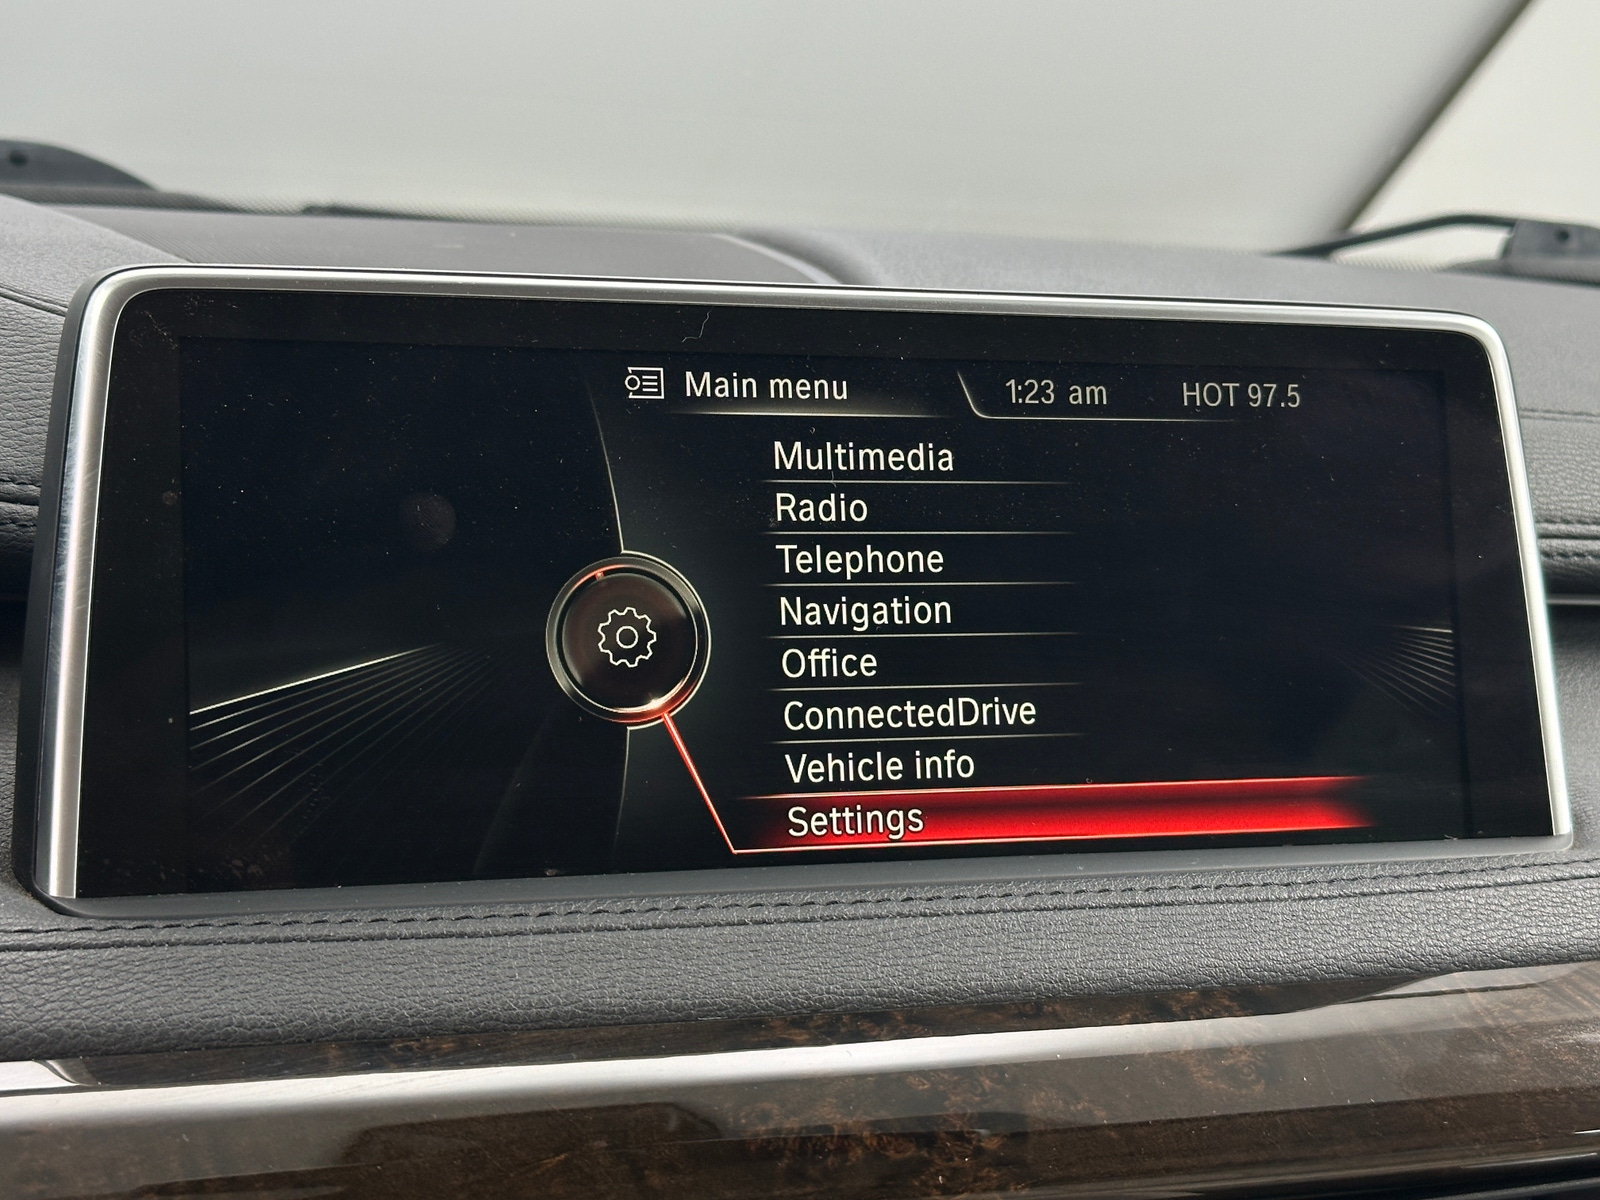 Main menu 1:23 am HOT 97.5
Multimedia
Radio
Telephone
Navigation
Office
ConnectedDrive
Vehicle info
Settings